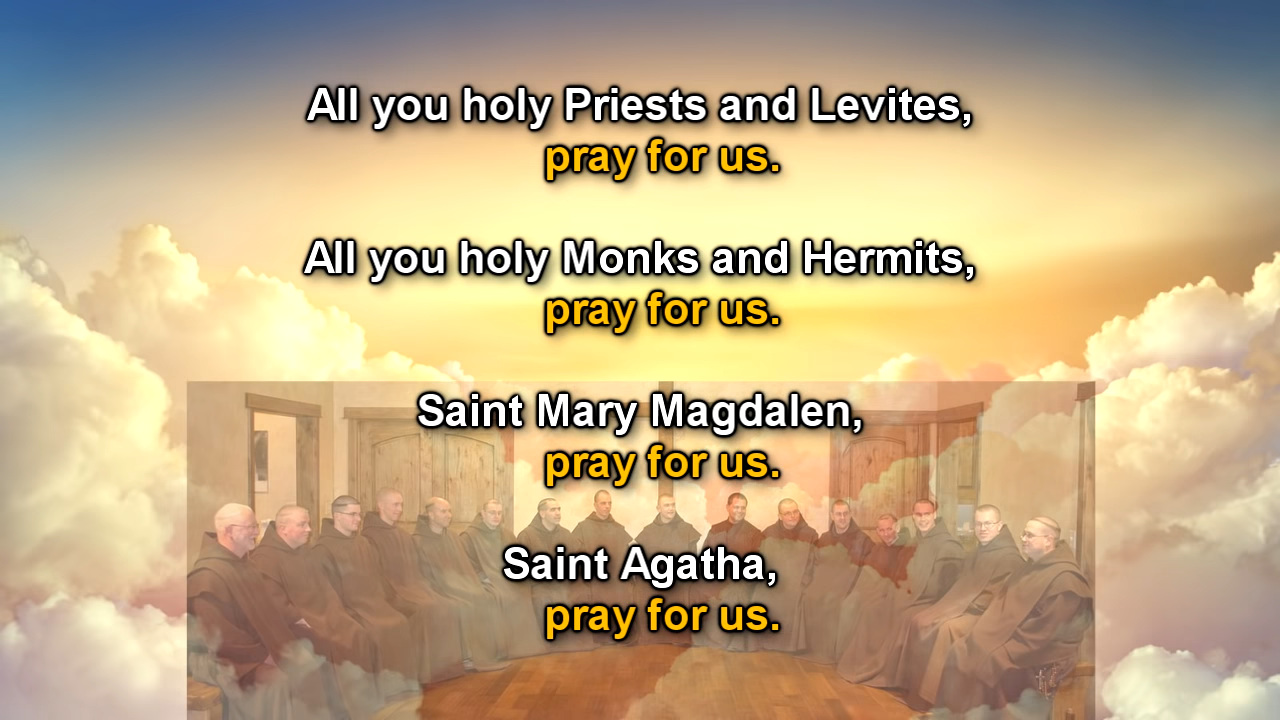 All you holy Priests and Levites,
pray for us.
All you holy Monks and Hermits,
pray for us.
Saint Mary Magdalen,
pray for us.
Saint Agatha,
pray for us.